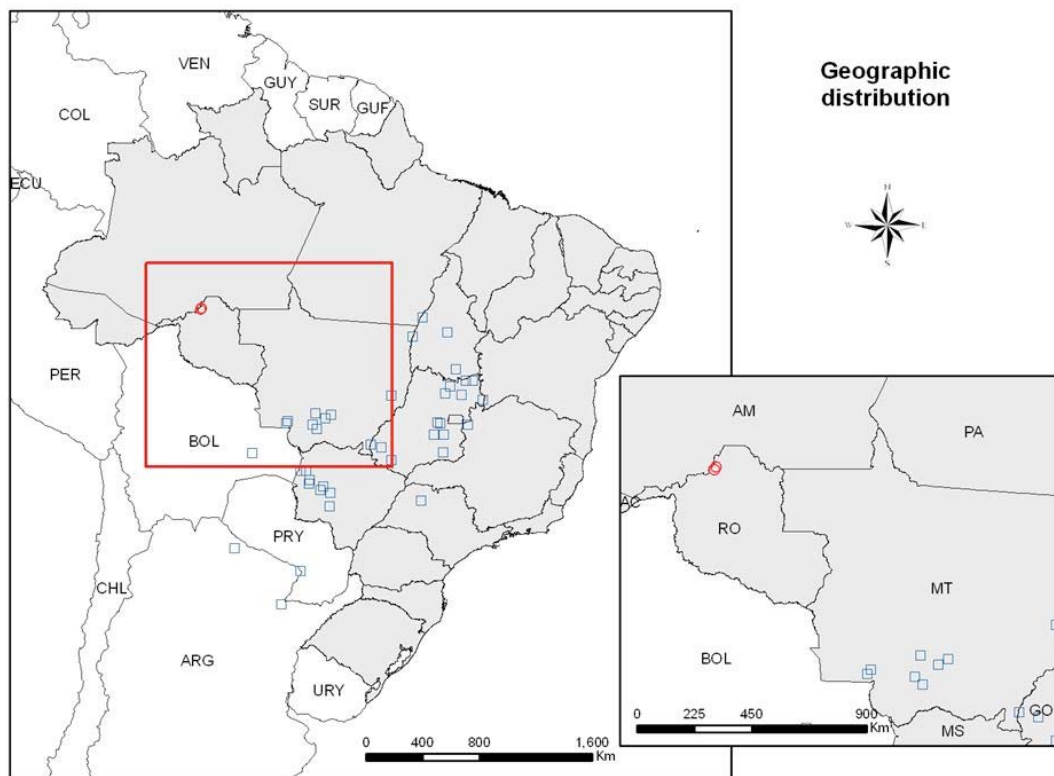 Geographic
distribution
N
W E
S
VEN
GUY
SUR
GUF
COL
ECU
PER
BOL
PRY
CHL
ARG
URY
0 400 800 1,600
Km
AM
PA
AC
RO
MT
BOL
GO
MS
0 225 450 900
Km